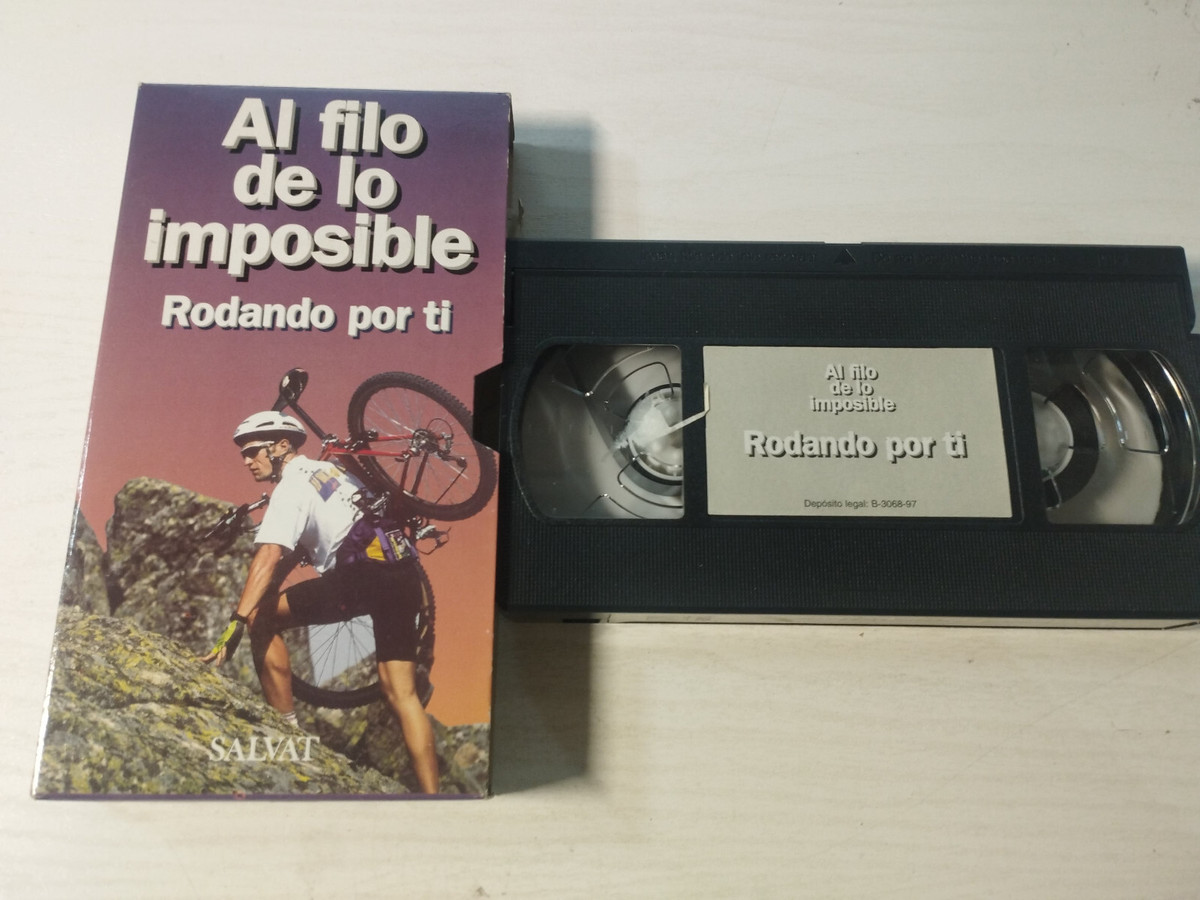 Al filo
de lo
imposible
Rodando por ti
SALVAT
Al filo
de lo
imposible
Rodando por ti
Depósito legal: B-3068-97